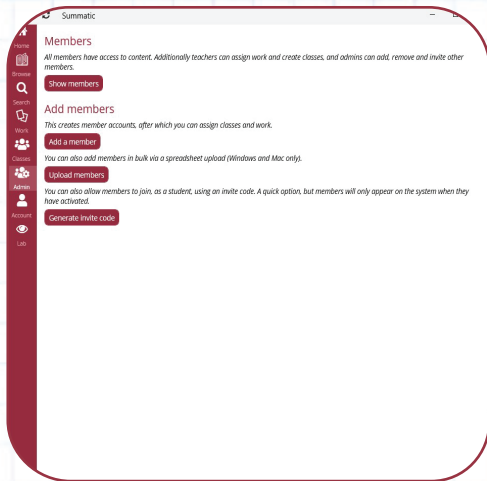 Summatic
Home
Browse
Search
Work
Classes
Admin
Account
Lab
Members
All members have access to content. Additionally teachers can assign work and create classes, and admins can add, remove and invite other
members.
Show members
Add members
This creates member accounts, after which you can assign classes and work.
Add a member
You can also add members in bulk via a spreadsheet upload (Windows and Mac only).
Upload members
You can also allow members to join, as a student, using an invite code. A quick option, but members will only appear on the system when they
have activated.
Generate invite code